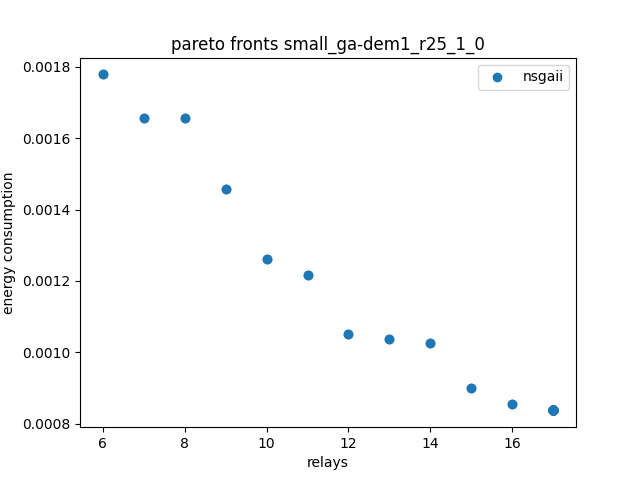 pareto fronts small_ga-dem1_r25_1_0
nsgaii
0.0018
0.0016
0.0014
0.0012
0.0010
0.0008
energy consumption
6 8 10 12 14 16
relays